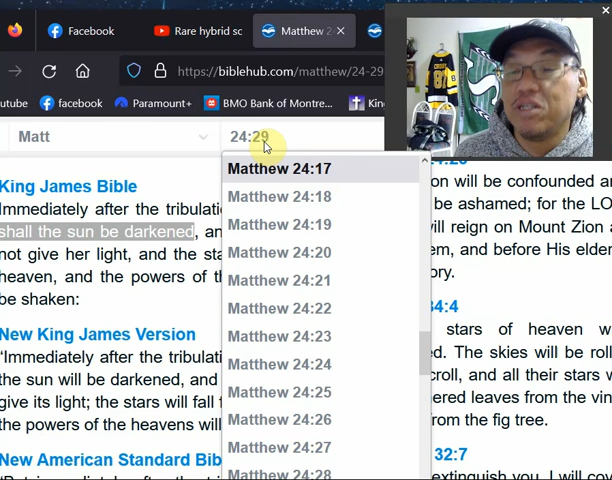 Facebook
Rare hybrid sc
Matthew 2
https://biblehub.com/matthew/24-29
utube
facebook
Paramount+
BMO Bank of Montre...
Kin
Matt
24:29
Matthew 24:17
Matthew 24:18
Matthew 24:19
Matthew 24:20
Matthew 24:21
Matthew 24:22
Matthew 24:23
Matthew 24:24
Matthew 24:25
Matthew 24:26
Matthew 24:27
Matthew 24:28
King James Bible
Immediately after the tribulati
shall the sun be darkened, an
not give her light, and the sta
heaven, and the powers of t
be shaken:
New King James Version
“Immediately after the tribulati
the sun will be darkened, and
give its light; the stars will fall f
the powers of the heavens will
New American Standard Bib
on will be confounded a
be ashamed; for the LO
vill reign on Mount Zion a
em, and before His elder
ory.
34:4
stars of heaven w
ed. The skies will be roll
croll, and all their stars w
hered leaves from the vin
from the fig tree.
32:7
extinguish you, I will cov